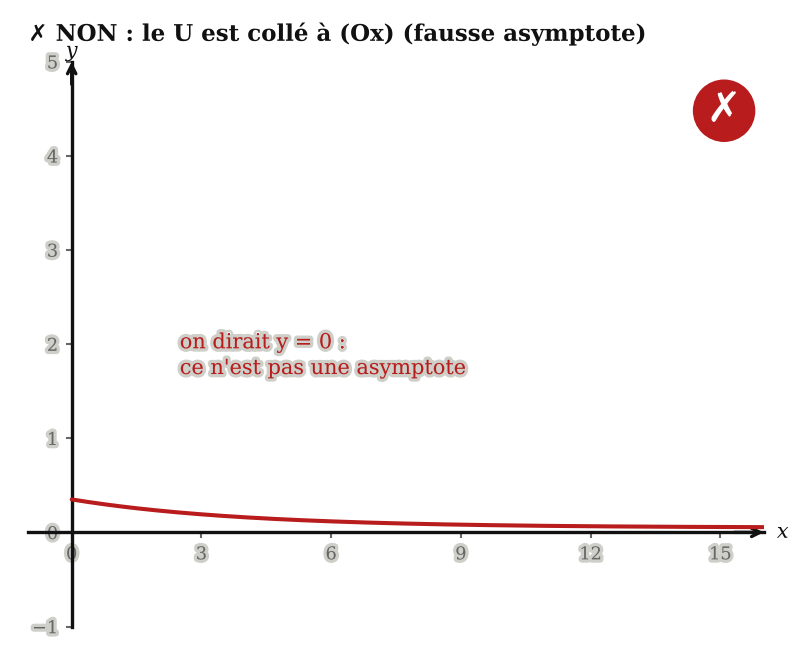 ✗ NON : le U est collé à (Ox) (fausse asymptote)
y
5
✗
4
3
2
on dirait y = 0 :
ce n'est pas une asymptote
1
0
x
0 3 6 9 12 15
−1